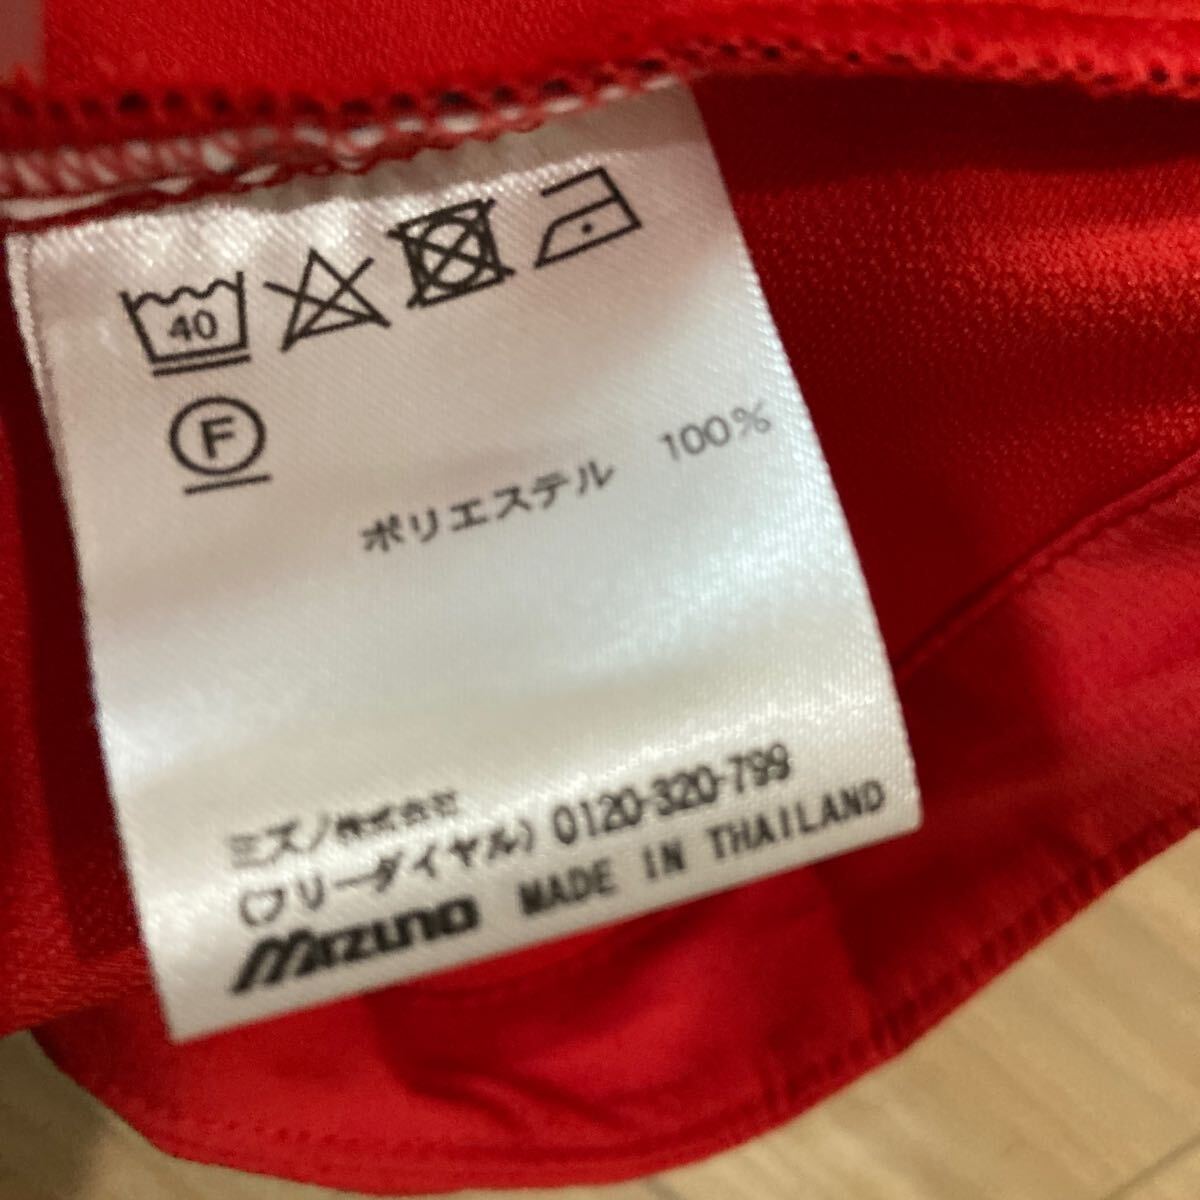 40
F
ポリエステル 100%
ミズノ株式会社
フリーダイヤル) 0120-320-799
MIZUNO MADE IN THAILAND